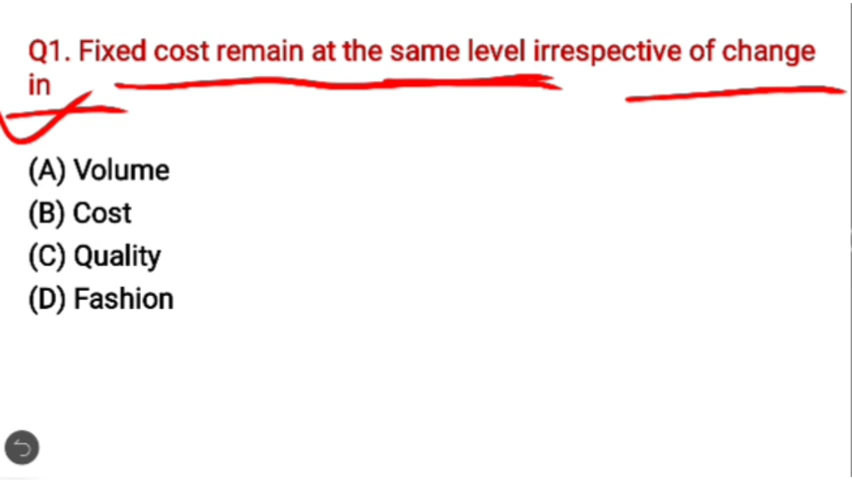 Q1. Fixed cost remain at the same level irrespective of change
in
(A) Volume
(B) Cost
(C) Quality
(D) Fashion